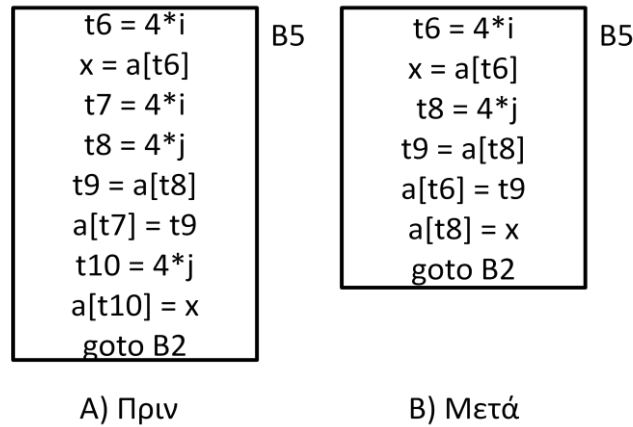 t6 = 4*i
x = a[t6]
t7 = 4*i
t8 = 4*j
t9 = a[t8]
a[t7] = t9
t10 = 4*j
a[t10] = x
goto B2
B5
Α) Πριν
t6 = 4*i
x = a[t6]
t8 = 4*j
t9 = a[t8]
a[t6] = t9
a[t8] = x
goto B2
B5
Β) Μετά